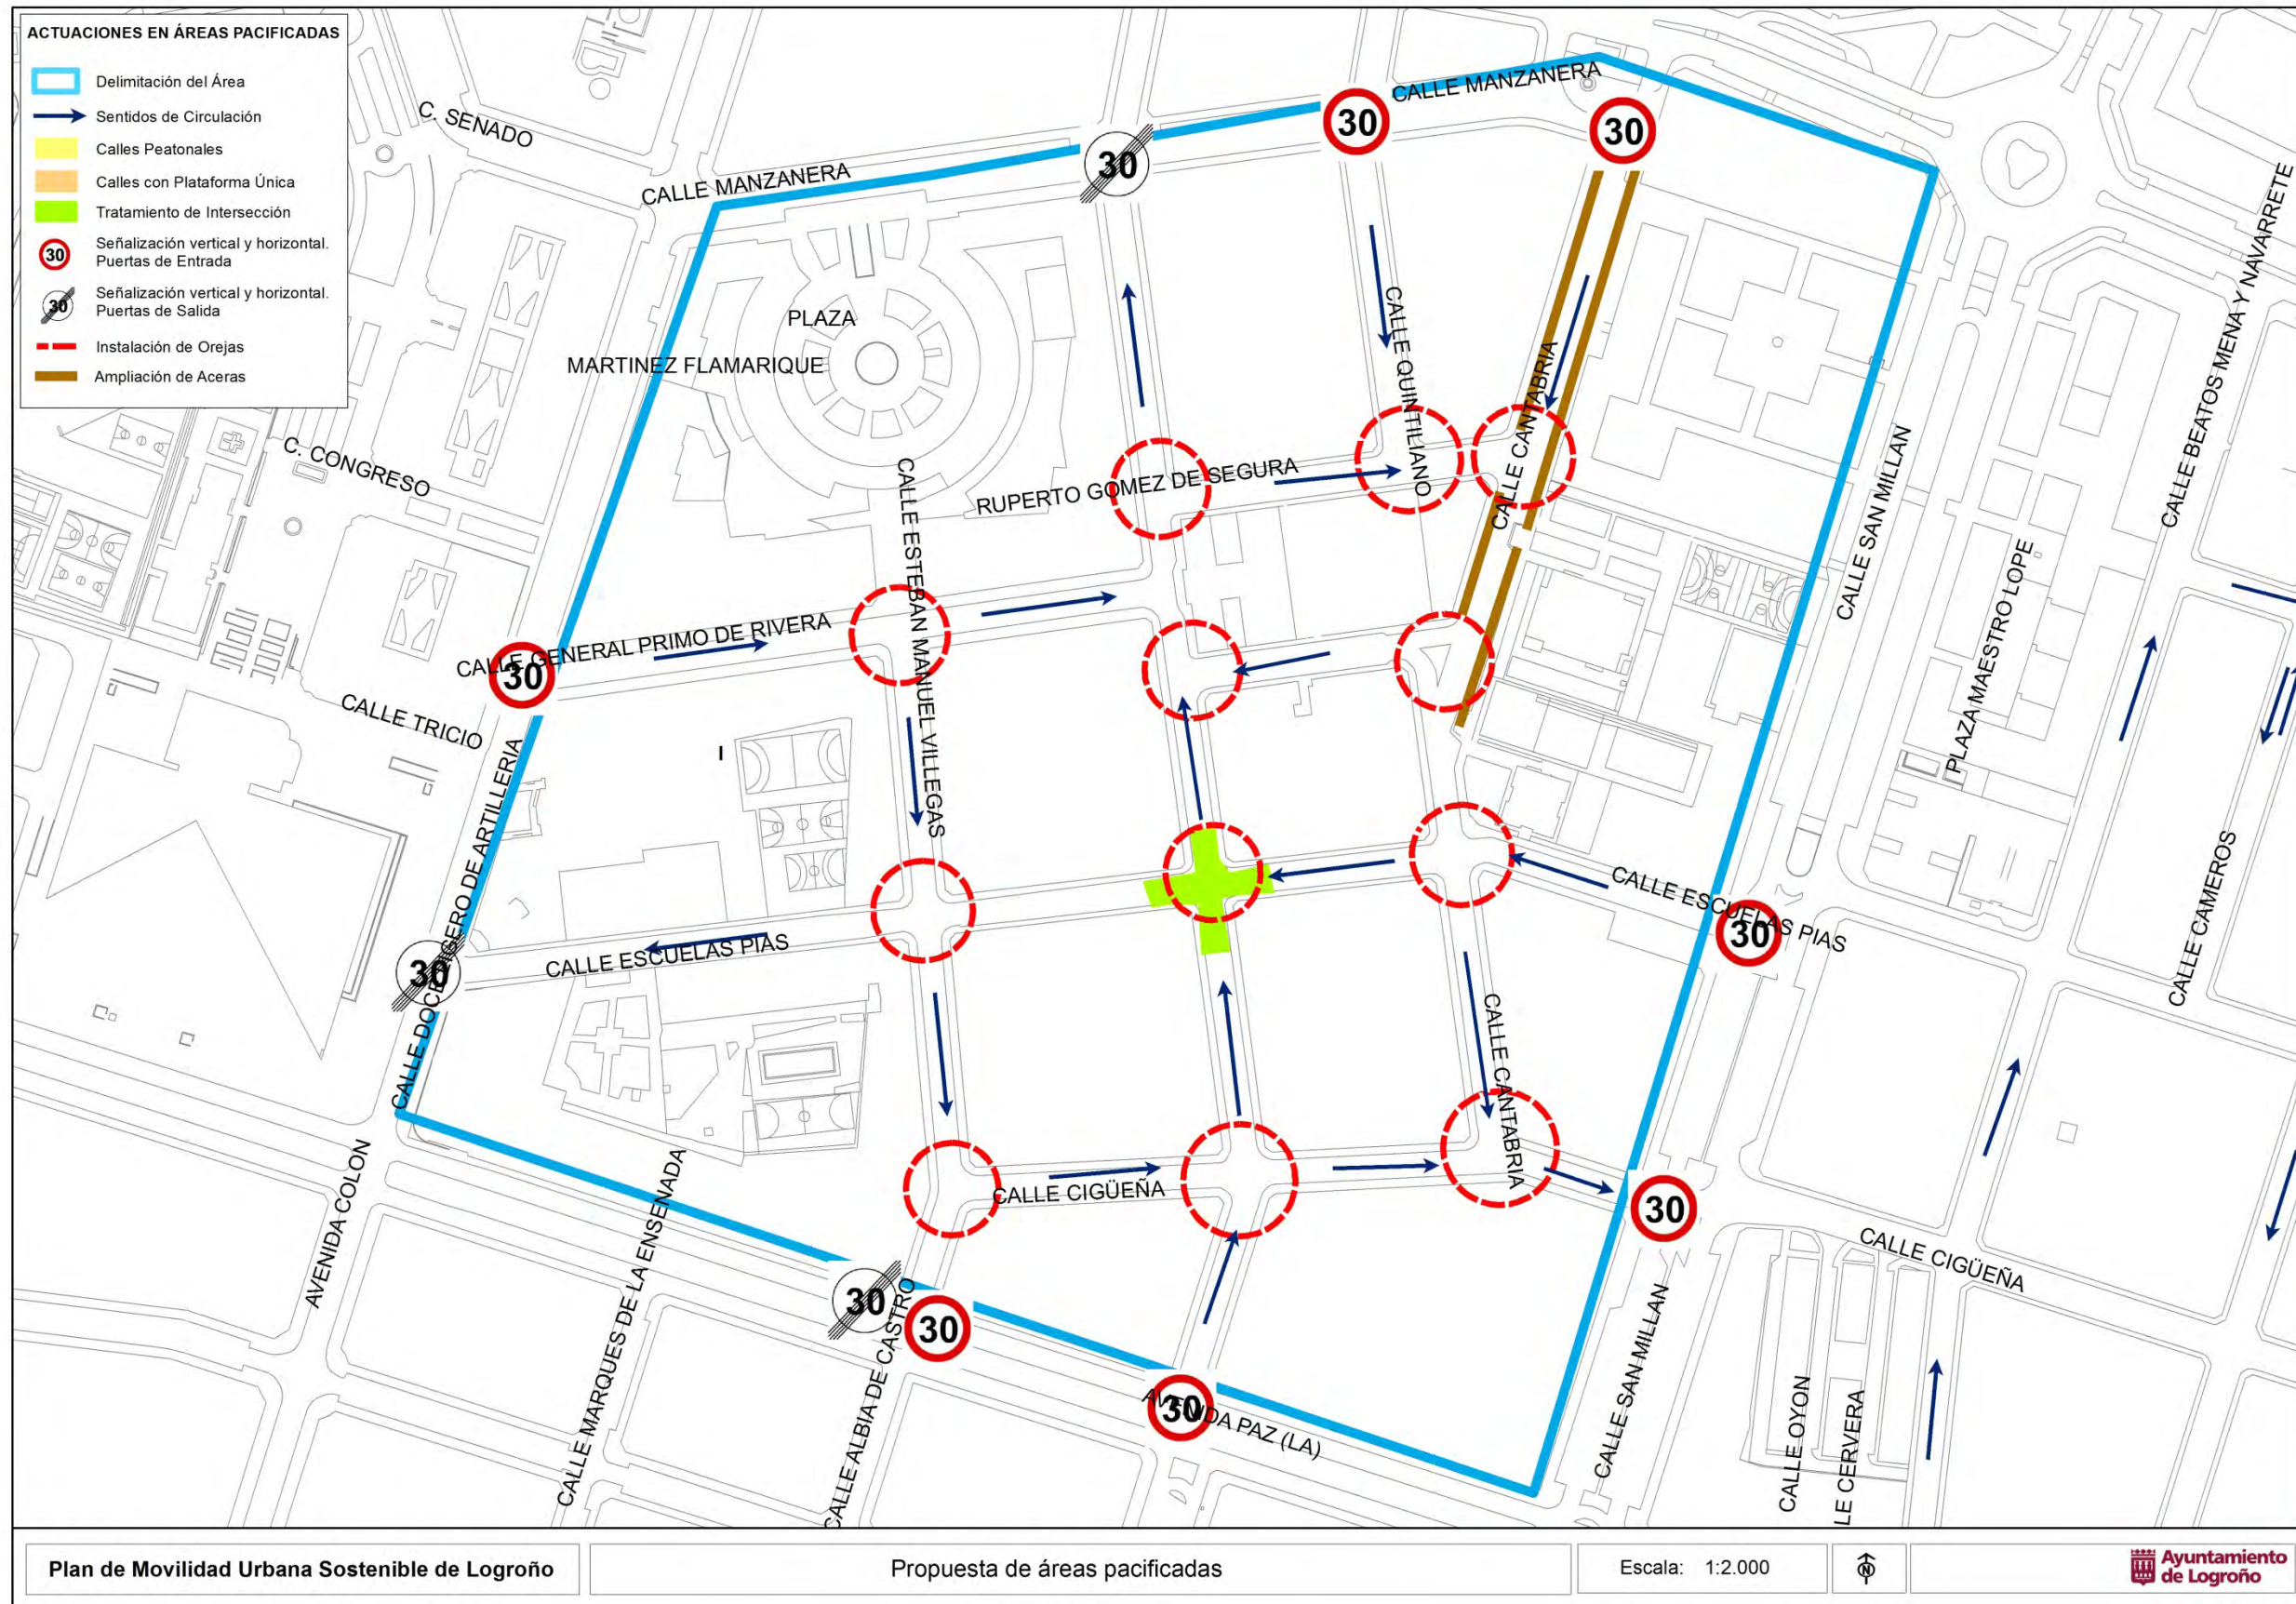 ACTUACIONES EN ÁREAS PACIFICADAS
Delimitación del Área
Sentidos de Circulación
Calles Peatonales
Calles con Plataforma Única
Tratamiento de Intersección
30
Señalización vertical y horizontal.
Puertas de Entrada
30
Señalización vertical y horizontal.
Puertas de Salida
Instalación de Orejas
Ampliación de Aceras
C. SENADO
CALLE MANZANERA
30
30
30
CALLE MANZANERA
PLAZA
MARTINEZ FLAMARIQUE
C. CONGRESO
CALLE QUINTILIANO
CALLE CANTABRIA
CALLE CANTABRIA
RUPERTO GOMEZ DE SEGURA
CALLE ESTEBAN MANUEL VILLEGAS
CALLE SAN MILLAN
CALLE BEATOS MENA Y NAVARRETE
PLAZA MAESTRO LOPE
CALLE GENERAL PRIMO DE RIVERA
30
CALLE TRICIO
I
CALLE DOCE LIGERO DE ARTILLERIA
30
CALLE ESCUELAS PIAS
CALLE ESCUELAS PIAS
30
CALLE CAMEROS
CALLE CANTABRIA
CALLE CIGÜEÑA
30
CALLE CIGÜEÑA
AVENIDA COLON
CALLE MARQUES DE LA ENSENADA
CALLE ALBIA DE CASTRO
30
30
30
AVENIDA PAZ (LA)
CALLE SAN MILLAN
CALLE OYON
LE CERVERA
Plan de Movilidad Urbana Sostenible de Logroño
Propuesta de áreas pacificadas
Escala: 1:2.000
N
Ayuntamiento
de Logroño